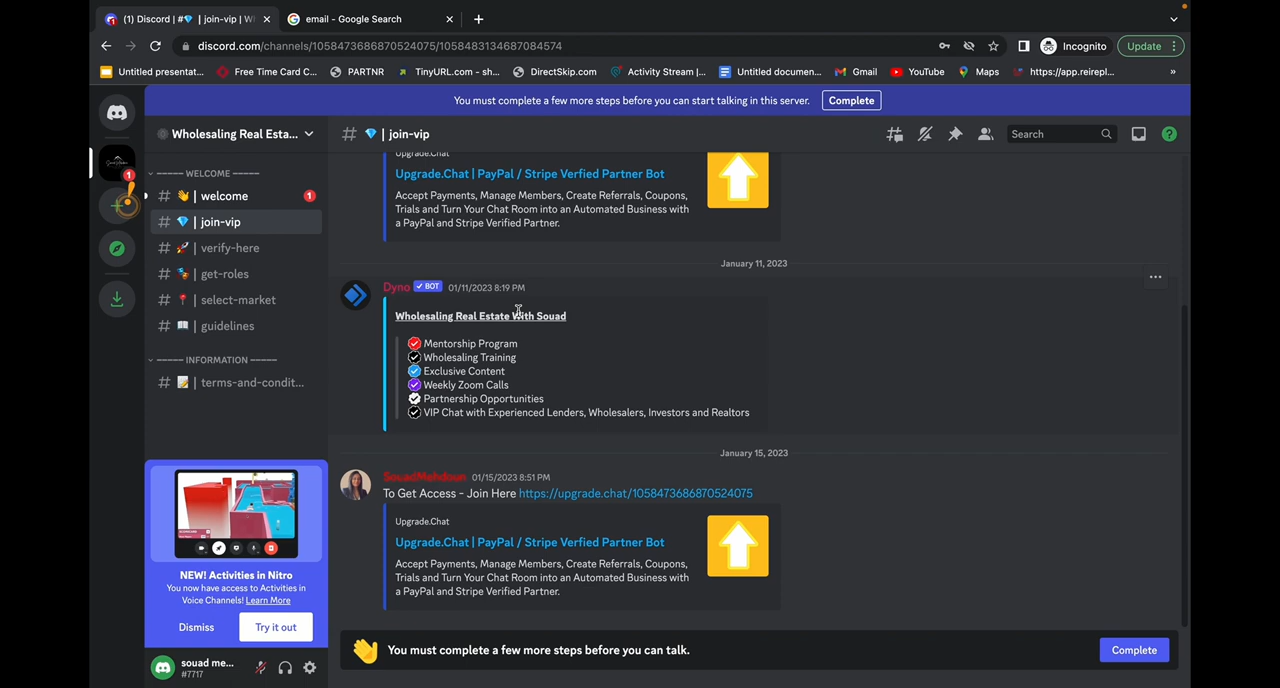 (1) Discord | #💎 | join-vip | W
email - Google Search
discord.com/channels/1058473686870524075/1058483134687084574
Incognito
Update
Untitled presentat...
Free Time Card C...
PARTNR
TinyURL.com - sh...
DirectSkip.com
Activity Stream |...
Untitled documen...
Gmail
YouTube
Maps
https://app.reirepl...
»
You must complete a few more steps before you can start talking in this server.
Complete
Wholesaling Real Esta...
# 💎 | join-vip
Search
1
----- WELCOME -----
# 👋 | welcome
1
# 💎 | join-vip
# 🚀 | verify-here
# 🎭 | get-roles
# 📍 | select-market
# 📖 | guidelines
----- INFORMATION -----
# 📝 | terms-and-condit...
NEW! Activities in Nitro
You now have access to Activities in
Voice Channels! Learn More
Dismiss
Try it out
souad me...
#7717
Upgrade.Chat
Upgrade.Chat | PayPal / Stripe Verfied Partner Bot
Accept Payments, Manage Members, Create Referrals, Coupons,
Trials and Turn Your Chat Room into an Automated Business with
a PayPal and Stripe Verified Partner.
January 11, 2023
Dyno ✔ BOT 01/11/2023 8:19 PM
Wholesaling Real Estate With Souad
Mentorship Program
Wholesaling Training
Exclusive Content
Weekly Zoom Calls
Partnership Opportunities
VIP Chat with Experienced Lenders, Wholesalers, Investors and Realtors
January 15, 2023
SouadMehdoun 01/15/2023 8:51 PM
To Get Access - Join Here https://upgrade.chat/1058473686870524075
Upgrade.Chat
Upgrade.Chat | PayPal / Stripe Verfied Partner Bot
Accept Payments, Manage Members, Create Referrals, Coupons,
Trials and Turn Your Chat Room into an Automated Business with
a PayPal and Stripe Verified Partner.
You must complete a few more steps before you can talk.
Complete